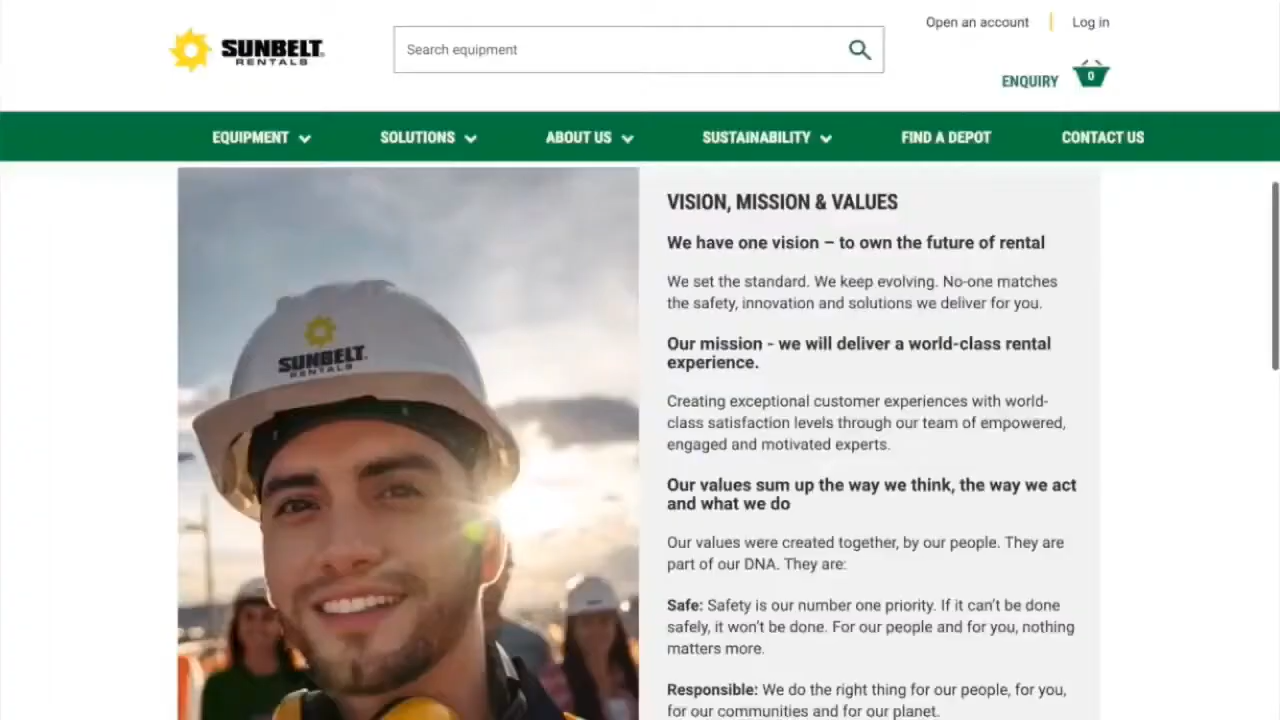 Open an account
Log in
SUNBELT
RENTALS
Search equipment
ENQUIRY
0
EQUIPMENT
SOLUTIONS
ABOUT US
SUSTAINABILITY
FIND A DEPOT
CONTACT US
SUNBELT
RENTALS
VISION, MISSION & VALUES
We have one vision – to own the future of rental
We set the standard. We keep evolving. No-one matches
the safety, innovation and solutions we deliver for you.
Our mission - we will deliver a world-class rental
experience.
Creating exceptional customer experiences with world-
class satisfaction levels through our team of empowered,
engaged and motivated experts.
Our values sum up the way we think, the way we act
and what we do
Our values were created together, by our people. They are
part of our DNA. They are:
Safe: Safety is our number one priority. If it can’t be done
safely, it won’t be done. For our people and for you, nothing
matters more.
Responsible: We do the right thing for our people, for you,
for our communities and for our planet.